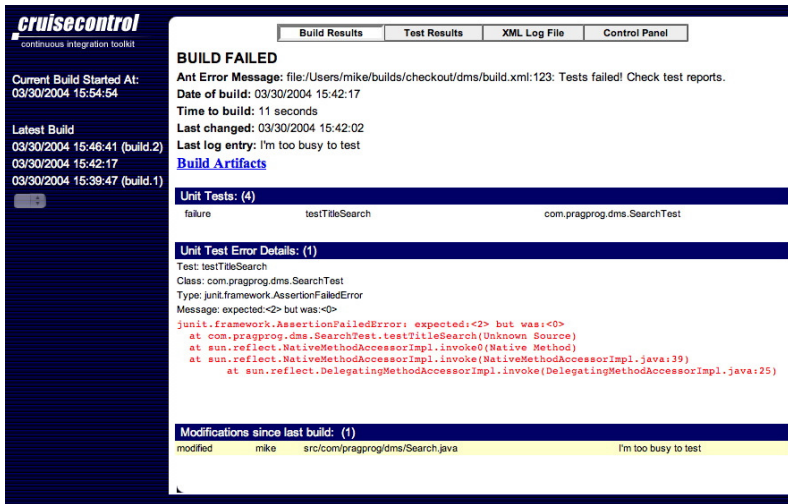 cruisecontrol
continuous integration toolkit
Current Build Started At:
03/30/2004 15:54:54
Latest Build
03/30/2004 15:46:41 (build.2)
03/30/2004 15:42:17
03/30/2004 15:39:47 (build.1)
Build Results Test Results XML Log File Control Panel
BUILD FAILED
Ant Error Message: file:/Users/mike/builds/checkout/dms/build.xml:123: Tests failed! Check test reports.
Date of build: 03/30/2004 15:42:17
Time to build: 11 seconds
Last changed: 03/30/2004 15:42:02
Last log entry: I'm too busy to test
Build Artifacts
Unit Tests: (4)
failure testTitleSearch com.pragprog.dms.SearchTest
Unit Test Error Details: (1)
Test: testTitleSearch
Class: com.pragprog.dms.SearchTest
Type: junit.framework.AssertionFailedError
Message: expected:<2> but was:<0>
junit.framework.AssertionFailedError: expected:<2> but was:<0>
at com.pragprog.dms.SearchTest.testTitleSearch(Unknown Source)
at sun.reflect.NativeMethodAccessorImpl.invoke0(Native Method)
at sun.reflect.NativeMethodAccessorImpl.invoke(NativeMethodAccessorImpl.java:39)
at sun.reflect.DelegatingMethodAccessorImpl.invoke(DelegatingMethodAccessorImpl.java:25)
Modifications since last build: (1)
modified mike src/com/pragprog/dms/Search.java I'm too busy to test